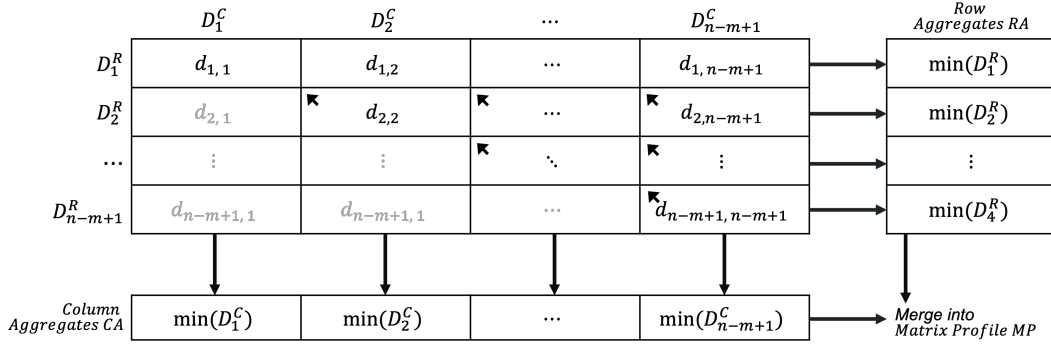 D_1^C D_2^C ⋯ D_{n-m+1}^C Row
Aggregates RA
D_1^R d_{1,1} d_{1,2} ⋯ d_{1,n-m+1} min(D_1^R)
D_2^R d_{2,1} d_{2,2} ⋯ d_{2,n-m+1} min(D_2^R)
⋯ ⋮ ⋮ ⋱ ⋮ ⋮
D_{n-m+1}^R d_{n-m+1,1} d_{n-m+1,1} ⋯ d_{n-m+1,n-m+1} min(D_4^R)
Column
Aggregates CA
min(D_1^C) min(D_2^C) ⋯ min(D_{n-m+1}^C)
Merge into
Matrix Profile MP